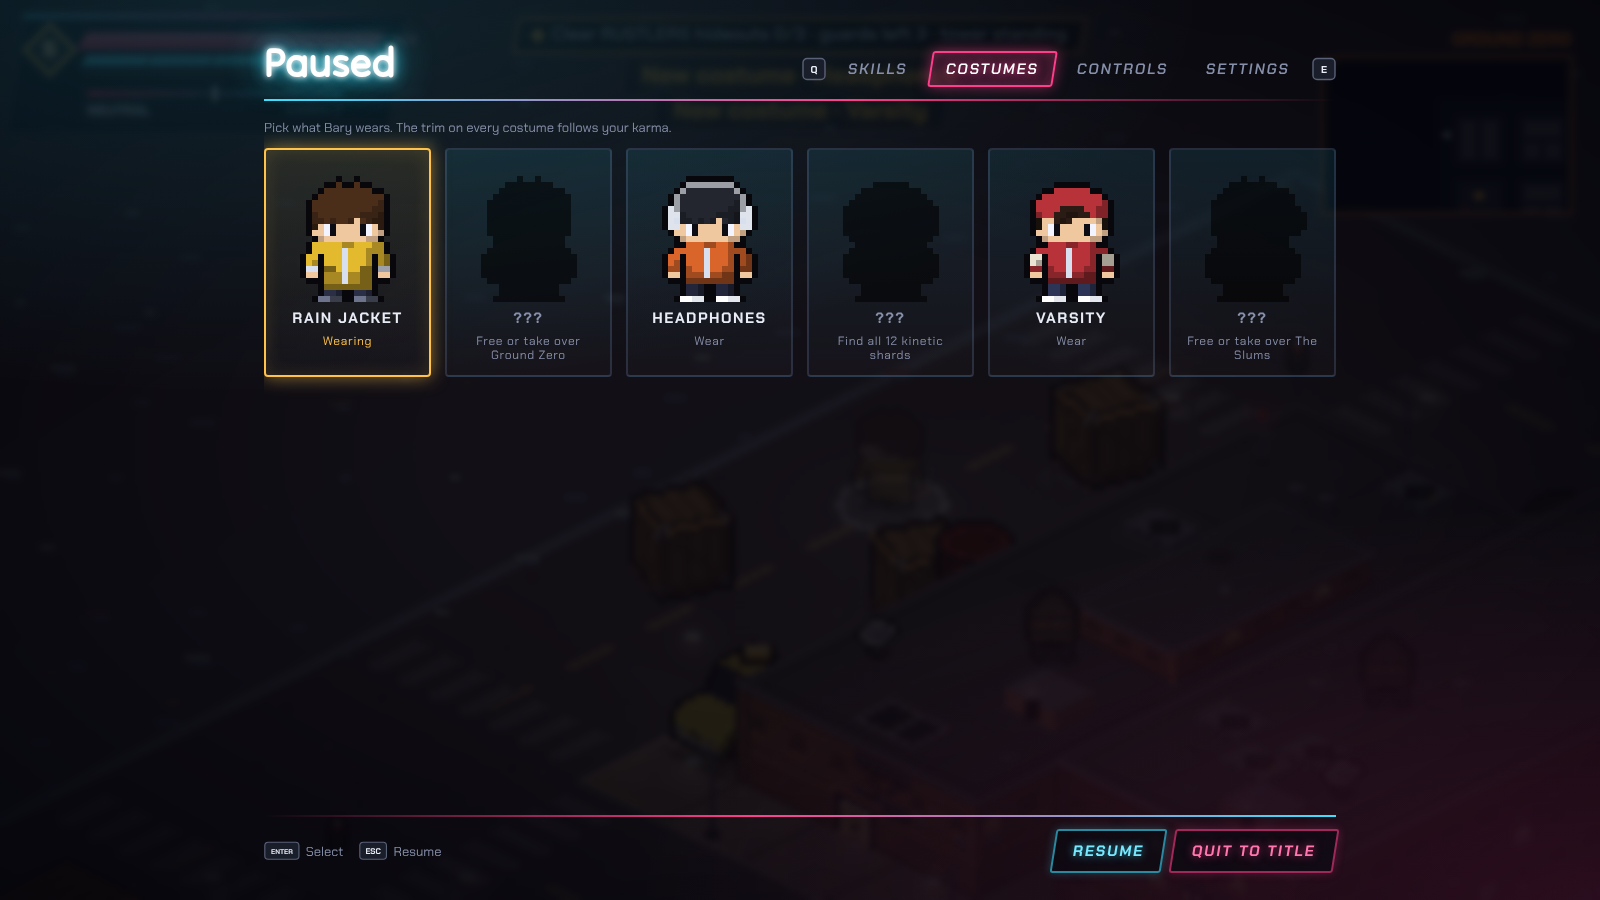 Paused
Q SKILLS COSTUMES CONTROLS SETTINGS E
Pick what Bary wears. The trim on every costume follows your karma.
RAIN JACKET
Wearing
???
Free or take over
Ground Zero
HEADPHONES
Wear
???
Find all 12 kinetic
shards
VARSITY
Wear
???
Free or take over The
Slums
ENTER Select ESC Resume
RESUME QUIT TO TITLE